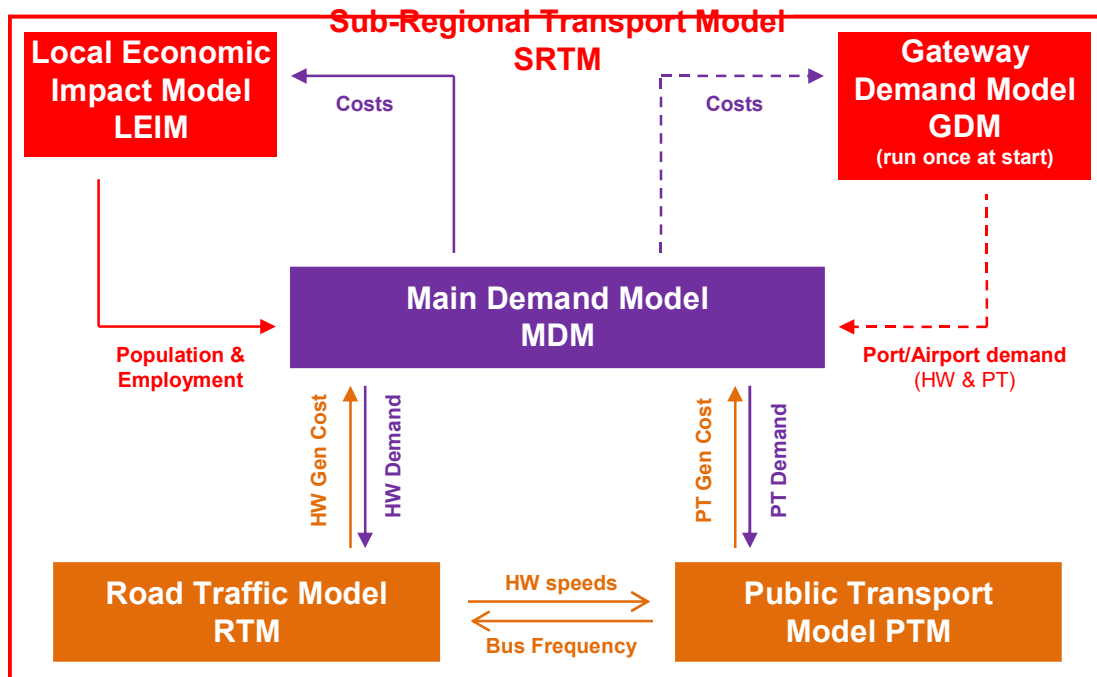 Sub-Regional Transport Model
SRTM
Local Economic
Impact Model
LEIM
Costs
Costs
Gateway
Demand Model
GDM
(run once at start)
Main Demand Model
MDM
Population &
Employment
Port/Airport demand
(HW & PT)
HW Gen Cost
HW Demand
PT Gen Cost
PT Demand
Road Traffic Model
RTM
HW speeds
Bus Frequency
Public Transport
Model PTM